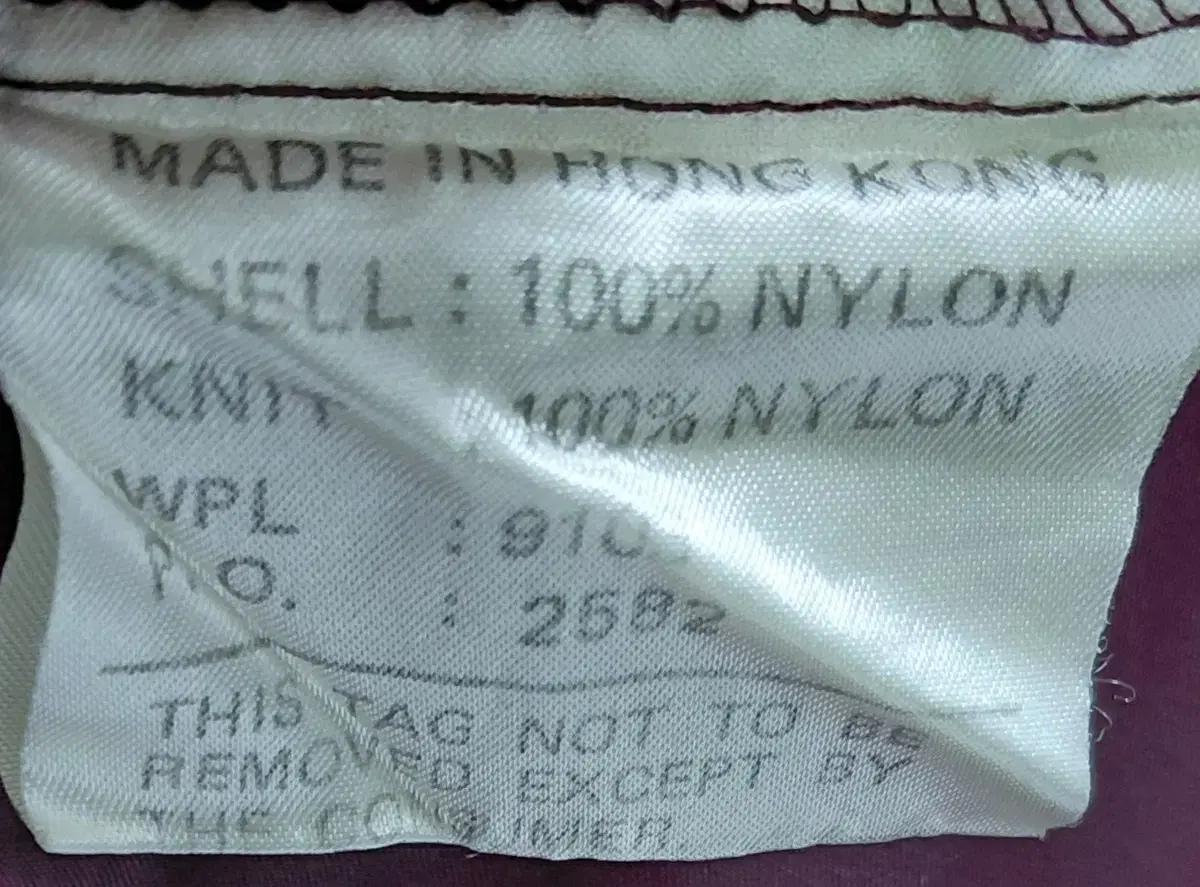 MADE IN HONG KONG
SHELL : 100% NYLON
KNIT 100% NYLON
WPL :
NO. : 2582
THIS TAG NOT TO BE
REMOVED EXCEPT BY
THE CONSUMER